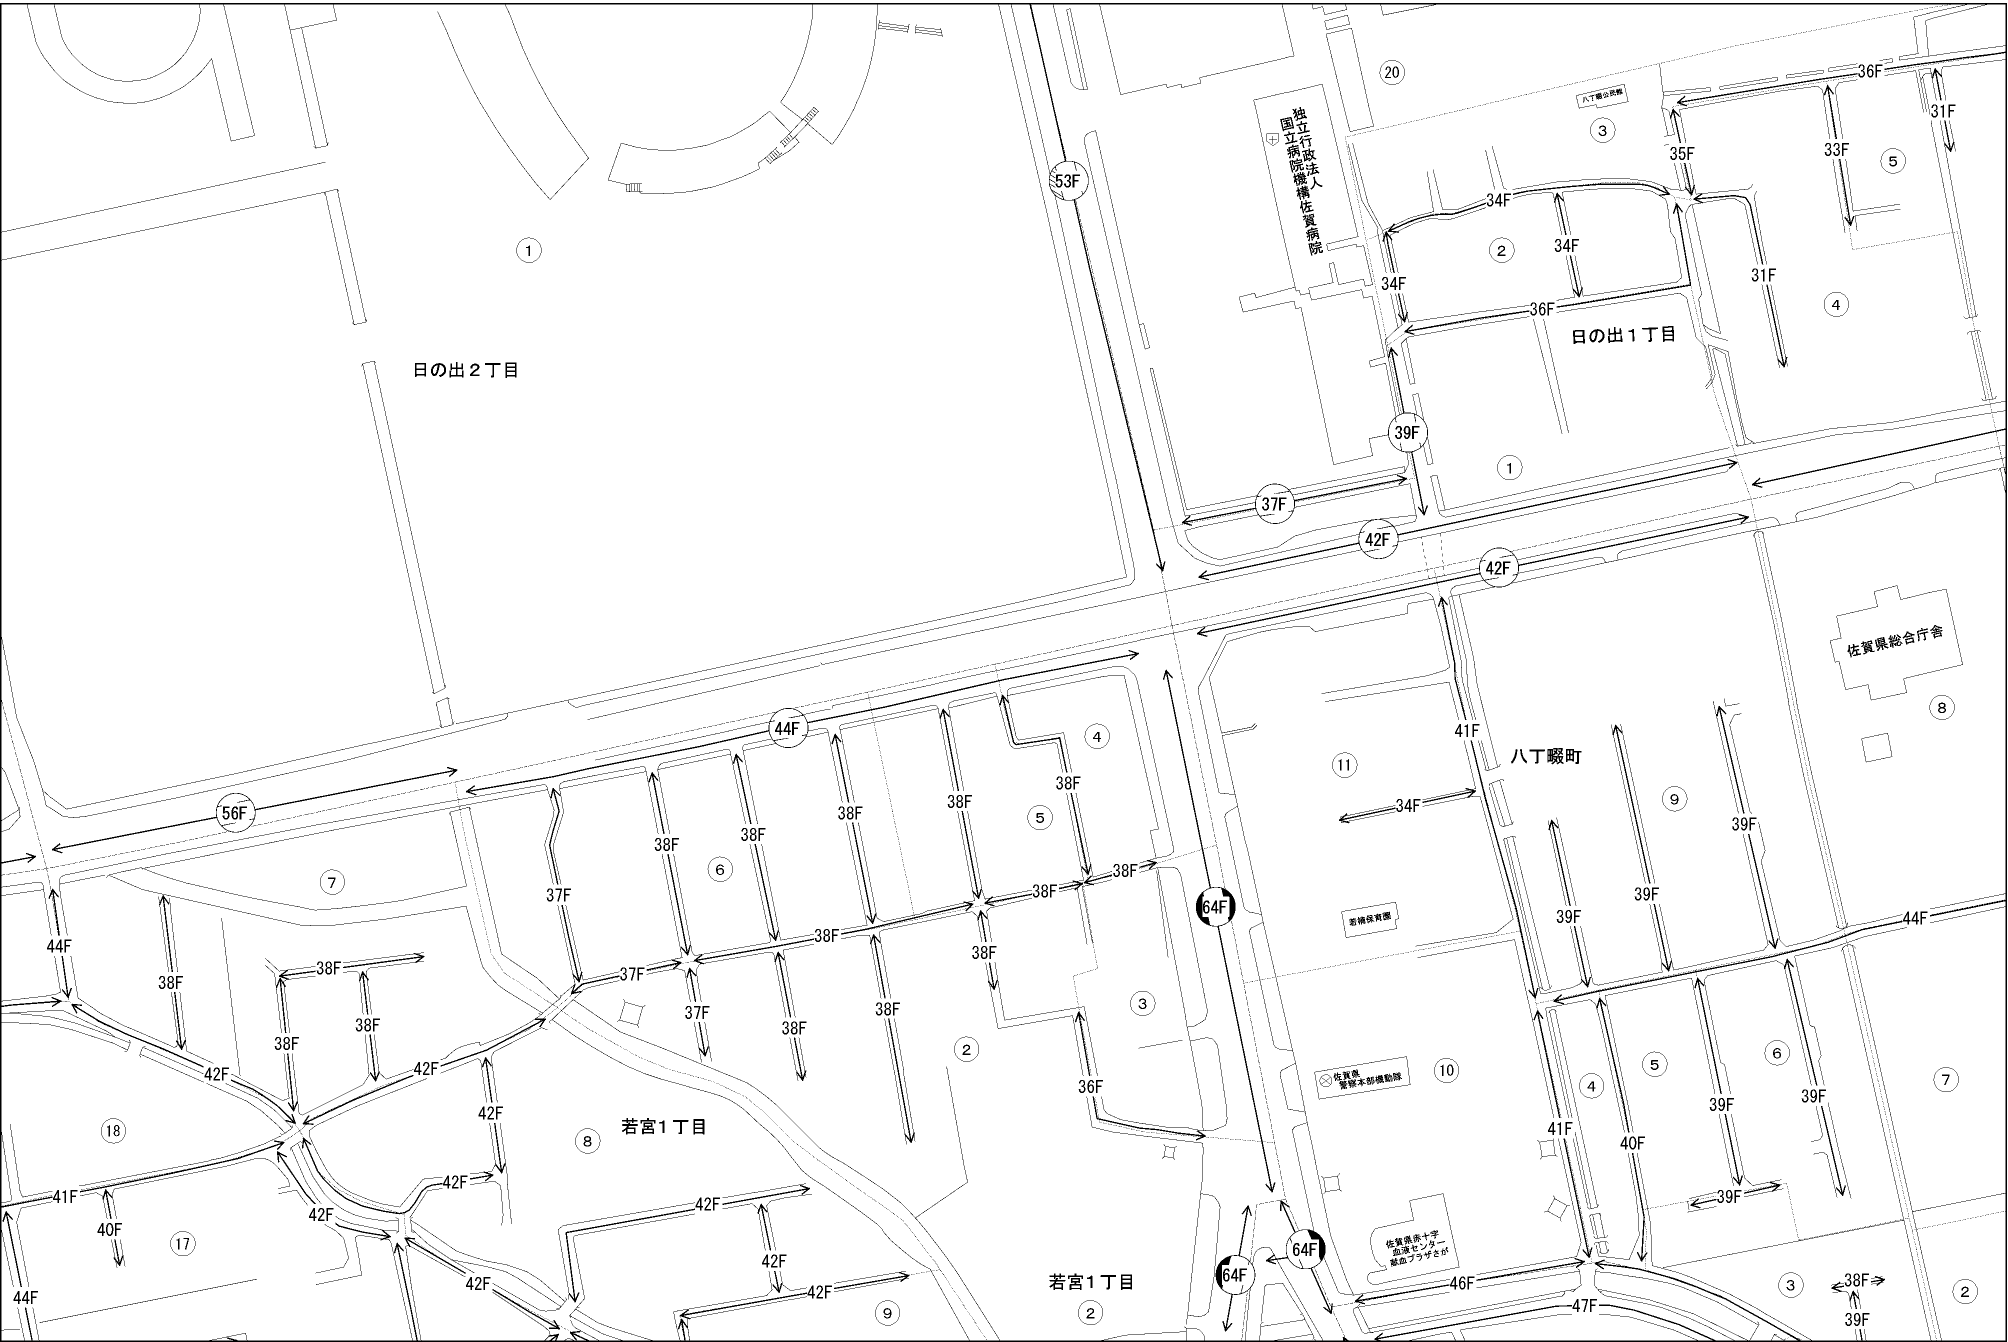 20
36F
八丁畷公民館
31F
3
独立行政法人
国立病院機構佐賀病院
35F
33F
5
53F
34F
1
2
34F
34F
31F
4
36F
日の出１丁目
日の出２丁目
39F
1
37F
42F
42F
佐賀県総合庁舎
8
44F
4
41F
八丁畷町
11
38F
9
34F
56F
38F
38F
38F
38F
5
39F
6
38F
7
37F
39F
39F
64F
若楠保育園
44F
44F
38F
38F
38F
38F
37F
38F
3
38F
37F
38F
38F
38F
38F
2
5
6
42F
42F
佐賀県
警察本部機動隊
10
4
7
36F
39F
39F
42F
18
若宮１丁目
8
41F
40F
42F
41F
39F
42F
40F
42F
17
佐賀県赤十字
血液センター
献血プラザさが
64F
42F
42F
64F
若宮１丁目
46F
3
38F
2
44F
42F
9
2
47F
39F